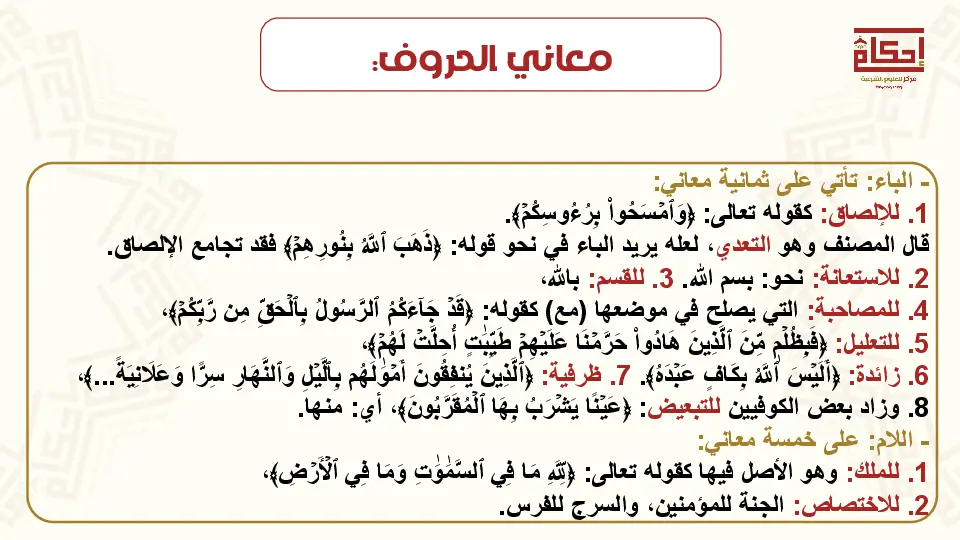 معاني الحروف:
إحكام
مركز للعلوم الشرعية
- الباء: تأتي على ثمانية معاني:
1. للإلصاق: كقوله تعالى: ﴿وَٱمۡسَحُواْ بِرُءُوسِكُمۡ﴾.
قال المصنف وهو التعدي، لعله يريد الباء في نحو قوله: ﴿ذَهَبَ ٱللَّهُ بِنُورِهِمۡ﴾ فقد تجامع الإلصاق.
2. للاستعانة: نحو: بسم الله. 3. للقسم: بالله،
4. للمصاحبة: التي يصلح في موضعها (مع) كقوله: ﴿قَدۡ جَآءَكُمُ ٱلرَّسُولُ بِٱلۡحَقِّ مِن رَّبِّكُمۡ﴾،
5. للتعليل: ﴿فَبِظُلۡمٖ مِّنَ ٱلَّذِينَ هَادُواْ حَرَّمۡنَا عَلَيۡهِمۡ طَيِّبَٰتٍ أُحِلَّتۡ لَهُمۡ﴾،
6. زائدة: ﴿أَلَيۡسَ ٱللَّهُ بِكَافٍ عَبۡدَهُۥ﴾. 7. ظرفية: ﴿ٱلَّذِينَ يُنفِقُونَ أَمۡوَٰلَهُم بِٱلَّيۡلِ وَٱلنَّهَارِ سِرّٗا وَعَلَانِيَةٗ...﴾،
8. وزاد بعض الكوفيين للتبعيض: ﴿عَيۡنٗا يَشۡرَبُ بِهَا ٱلۡمُقَرَّبُونَ﴾، أي: منها.
- اللام: على خمسة معاني:
1. للملك: وهو الأصل فيها كقوله تعالى: ﴿لِلَّهِ مَا فِي ٱلسَّمَٰوَٰتِ وَمَا فِي ٱلۡأَرۡضِ﴾،
2. للاختصاص: الجنة للمؤمنين، والسرج للفرس.